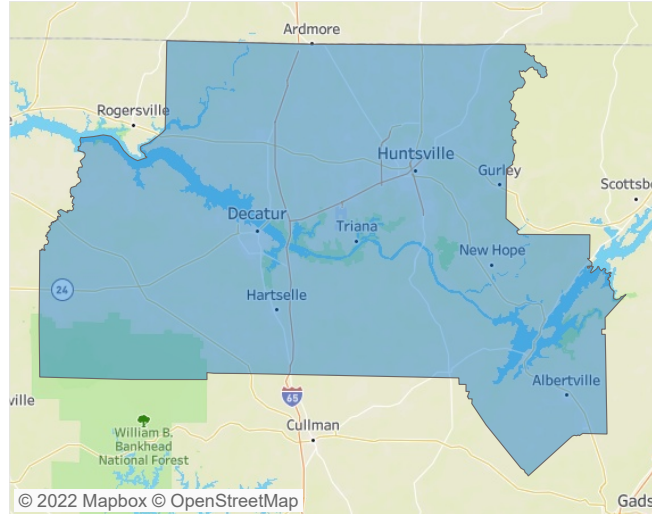 Ardmore
Rogersville
Huntsville
Gurley
Scottsbo
Decatur
Triana
New Hope
24
Hartselle
Albertville
65
ville
William B.
Bankhead
National Forest
Cullman
Gads
© 2022 Mapbox © OpenStreetMap